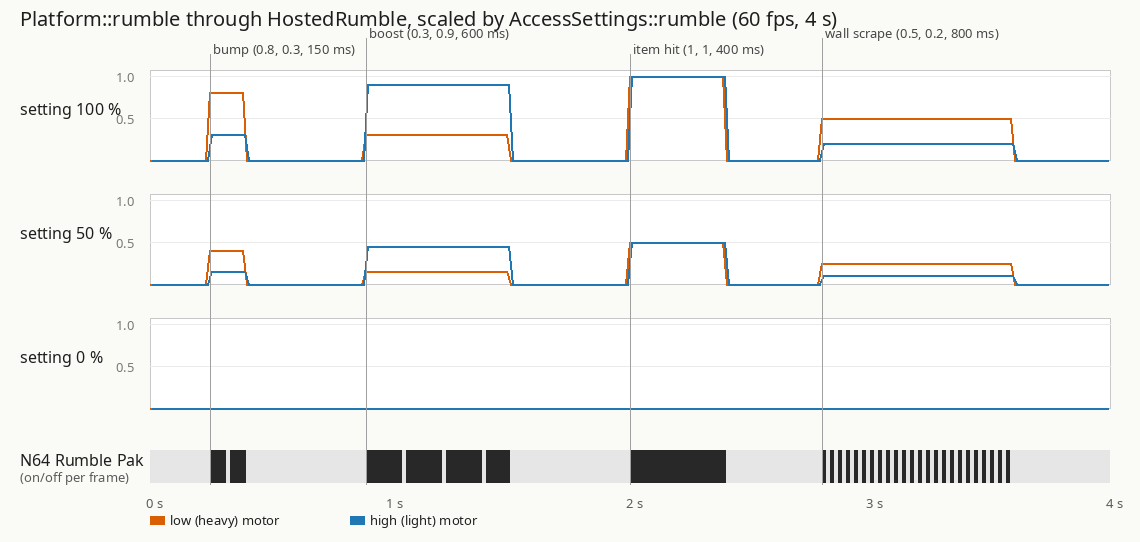 Platform::rumble through HostedRumble, scaled by AccessSettings::rumble (60 fps, 4 s)
boost (0.3, 0.9, 600 ms)
wall scrape (0.5, 0.2, 800 ms)
bump (0.8, 0.3, 150 ms)
item hit (1, 1, 400 ms)
1.0
setting 100 %
0.5
1.0
setting 50 %
0.5
1.0
setting 0 %
0.5
N64 Rumble Pak
(on/off per frame)
0 s 1 s 2 s 3 s 4 s
low (heavy) motor high (light) motor